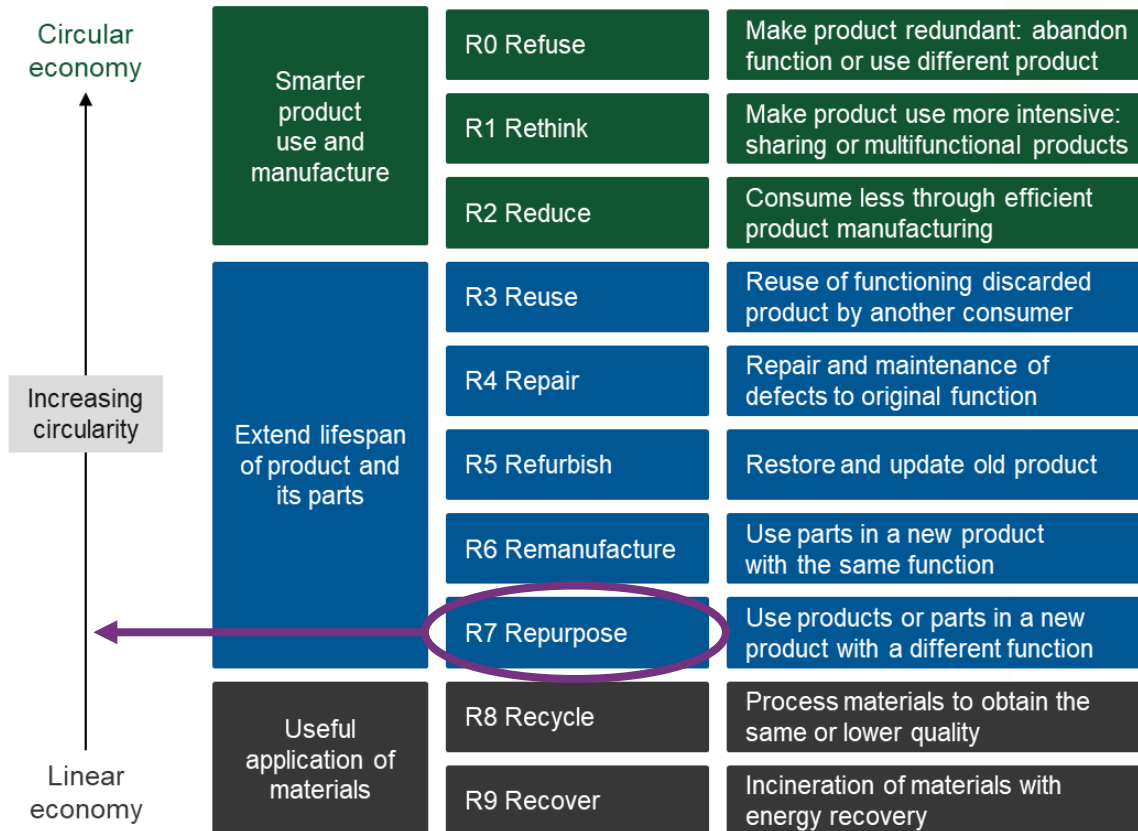 Circular
economy
Increasing
circularity
Linear
economy
Smarter
product
use and
manufacture
R0 Refuse
Make product redundant: abandon
function or use different product
R1 Rethink
Make product use more intensive:
sharing or multifunctional products
R2 Reduce
Consume less through efficient
product manufacturing
Extend lifespan
of product and
its parts
R3 Reuse
Reuse of functioning discarded
product by another consumer
R4 Repair
Repair and maintenance of
defects to original function
R5 Refurbish
Restore and update old product
R6 Remanufacture
Use parts in a new product
with the same function
R7 Repurpose
Use products or parts in a new
product with a different function
Useful
application of
materials
R8 Recycle
Process materials to obtain the
same or lower quality
R9 Recover
Incineration of materials with
energy recovery